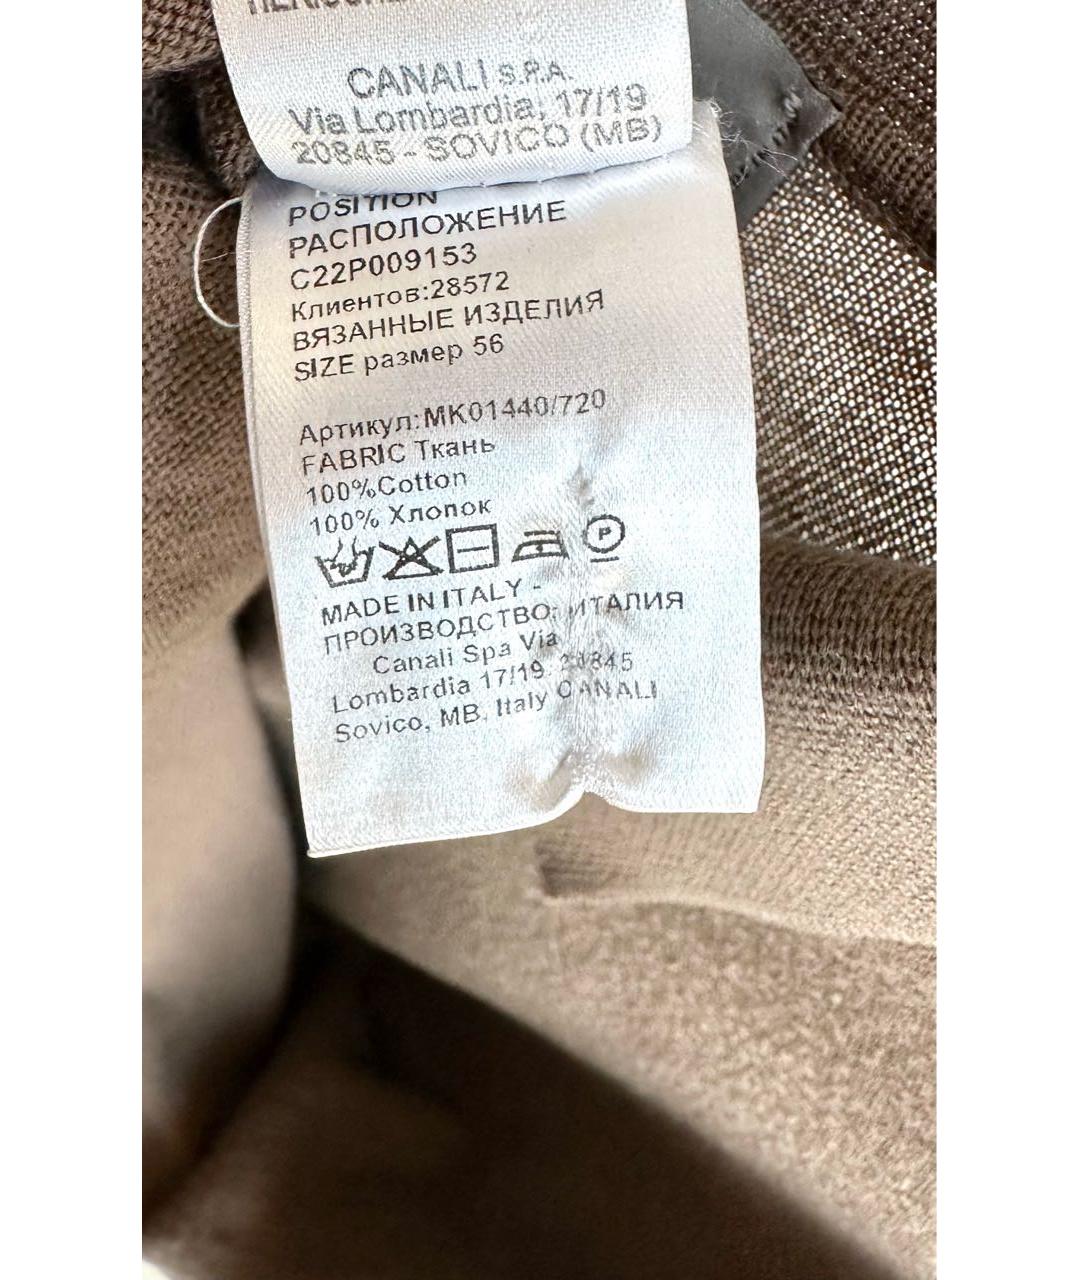 CANALI S.P.A.
Via Lombardia, 17/19
20845 - SOVICO (MB)
POSITION
РАСПОЛОЖЕНИЕ
C22P009153
Клиентов:28572
ВЯЗАННЫЕ ИЗДЕЛИЯ
SIZE размер 56
Артикул:MK01440/720
FABRIC Ткань
100%Cotton
100% Хлопок
P
MADE IN ITALY -
ПРОИЗВОДСТВО: ИТАЛИЯ
Canali Spa Via
Lombardia 17/19 20845
Sovico, MB, Italy CANALI